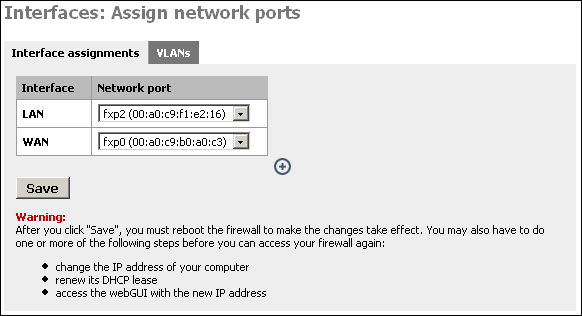 Interfaces: Assign network ports
Interface assignments VLANs
Interface Network port
LAN fxp2 (00:a0:c9:f1:e2:16)
WAN fxp0 (00:a0:c9:b0:a0:c3)
Save
Warning:
After you click "Save", you must reboot the firewall to make the changes take effect. You may also have to do
one or more of the following steps before you can access your firewall again:
change the IP address of your computer
renew its DHCP lease
access the webGUI with the new IP address